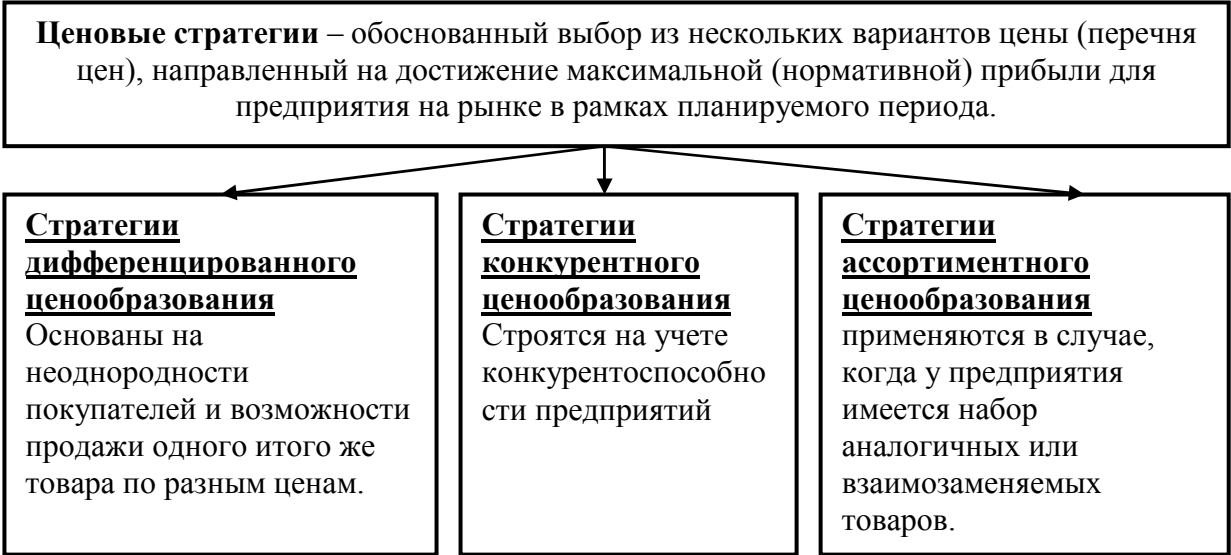 Ценовые стратегии – обоснованный выбор из нескольких вариантов цены (перечня
цен), направленный на достижение максимальной (нормативной) прибыли для
предприятия на рынке в рамках планируемого периода.
Стратегии
дифференцированного
ценообразования
Основаны на
неоднородности
покупателей и возможности
продажи одного итого же
товара по разным ценам.
Стратегии
конкурентного
ценообразования
Строятся на учете
конкурентоспособно
сти предприятий
Стратегии
ассортиментного
ценообразования
применяются в случае,
когда у предприятия
имеется набор
аналогичных или
взаимозаменяемых
товаров.